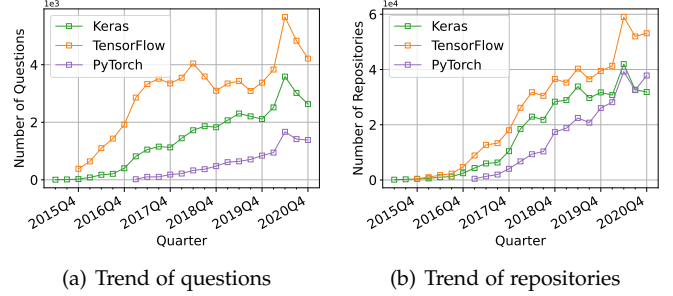 1e3
Number of Questions
4
2
0
Keras
TensorFlow
PyTorch
2015Q4
2016Q4
2017Q4
2018Q4
2019Q4
2020Q4
Quarter
(a) Trend of questions
1e4
Number of Repositories
6
4
2
0
Keras
TensorFlow
PyTorch
2015Q4
2016Q4
2017Q4
2018Q4
2019Q4
2020Q4
Quarter
(b) Trend of repositories